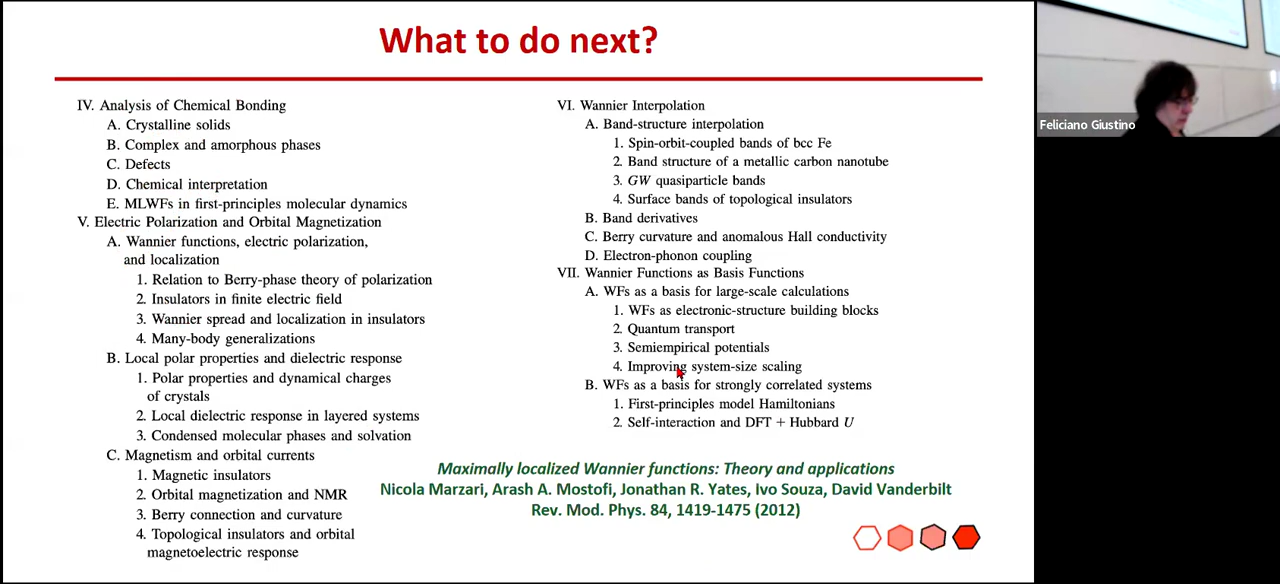 What to do next?
IV. Analysis of Chemical Bonding
A. Crystalline solids
B. Complex and amorphous phases
C. Defects
D. Chemical interpretation
E. MLWFs in first-principles molecular dynamics
V. Electric Polarization and Orbital Magnetization
A. Wannier functions, electric polarization,
and localization
1. Relation to Berry-phase theory of polarization
2. Insulators in finite electric field
3. Wannier spread and localization in insulators
4. Many-body generalizations
B. Local polar properties and dielectric response
1. Polar properties and dynamical charges
of crystals
2. Local dielectric response in layered systems
3. Condensed molecular phases and solvation
C. Magnetism and orbital currents
1. Magnetic insulators
2. Orbital magnetization and NMR
3. Berry connection and curvature
4. Topological insulators and orbital
magnetoelectric response
VI. Wannier Interpolation
A. Band-structure interpolation
1. Spin-orbit-coupled bands of bcc Fe
2. Band structure of a metallic carbon nanotube
3. GW quasiparticle bands
4. Surface bands of topological insulators
B. Band derivatives
C. Berry curvature and anomalous Hall conductivity
D. Electron-phonon coupling
VII. Wannier Functions as Basis Functions
A. WFs as a basis for large-scale calculations
1. WFs as electronic-structure building blocks
2. Quantum transport
3. Semiempirical potentials
4. Improving system-size scaling
B. WFs as a basis for strongly correlated systems
1. First-principles model Hamiltonians
2. Self-interaction and DFT + Hubbard U
Maximally localized Wannier functions: Theory and applications
Nicola Marzari, Arash A. Mostofi, Jonathan R. Yates, Ivo Souza, David Vanderbilt
Rev. Mod. Phys. 84, 1419-1475 (2012)
Feliciano Giustino